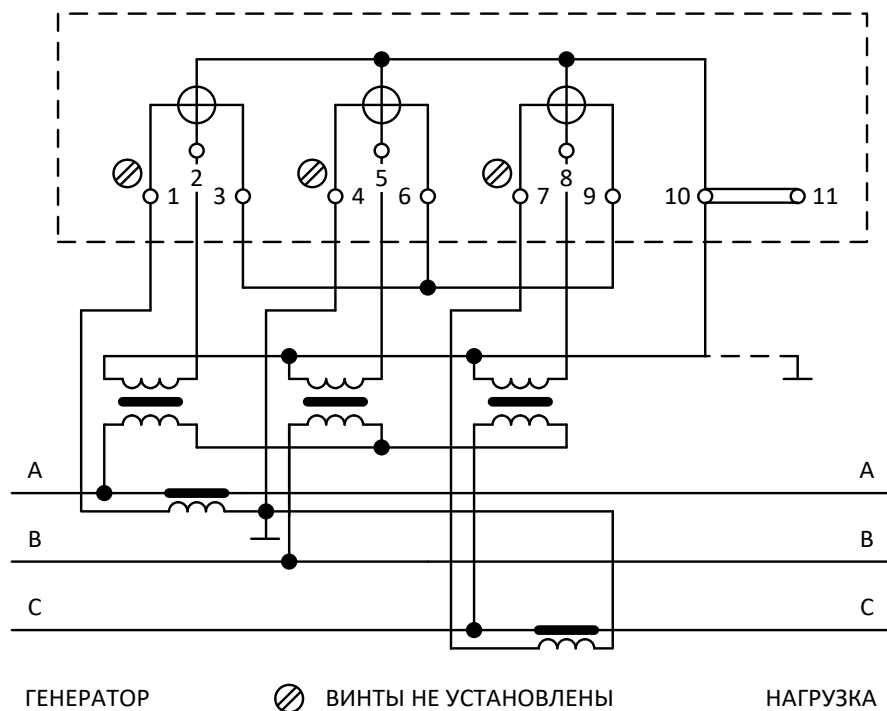 2 5 8
1 3 4 6 7 9 10 11
A A
B B
C C
ГЕНЕРАТОР ВИНТЫ НЕ УСТАНОВЛЕНЫ НАГРУЗКА